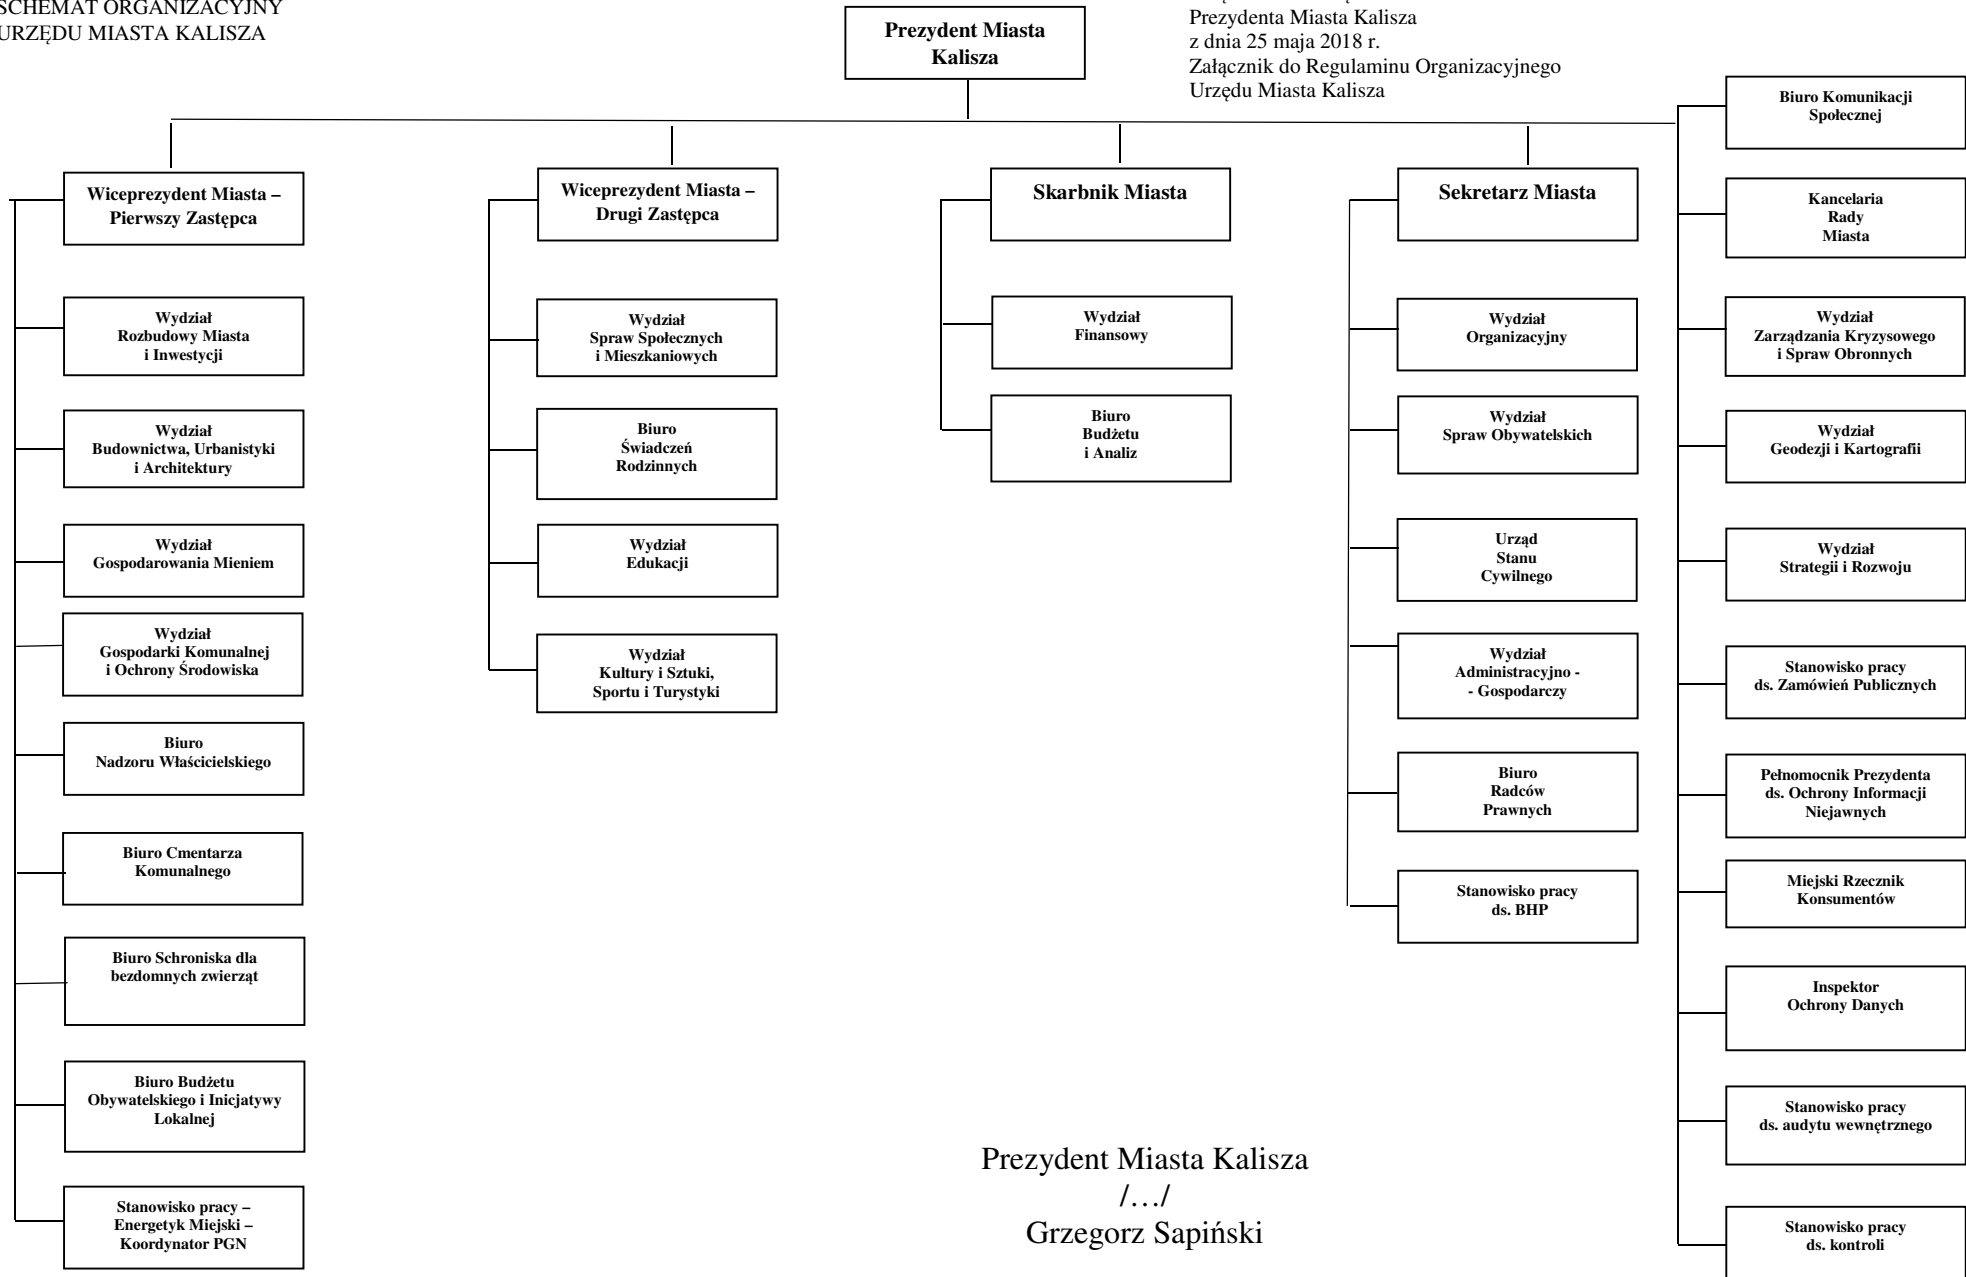 SCHEMAT ORGANIZACYJNY
URZĘDU MIASTA KALISZA
Prezydent Miasta
Kalisza
Prezydenta Miasta Kalisza
z dnia 25 maja 2018 r.
Załącznik do Regulaminu Organizacyjnego
Urzędu Miasta Kalisza
Wiceprezydent Miasta –
Pierwszy Zastępca
Wydział
Rozbudowy Miasta
i Inwestycji
Wydział
Budownictwa, Urbanistyki
i Architektury
Wydział
Gospodarowania Mieniem
Wydział
Gospodarki Komunalnej
i Ochrony Środowiska
Biuro
Nadzoru Właścicielskiego
Biuro Cmentarza
Komunalnego
Biuro Schroniska dla
bezdomnych zwierząt
Biuro Budżetu
Obywatelskiego i Inicjatywy
Lokalnej
Stanowisko pracy –
Energetyk Miejski –
Koordynator PGN
Wiceprezydent Miasta –
Drugi Zastępca
Wydział
Spraw Społecznych
i Mieszkaniowych
Biuro
Świadczeń
Rodzinnych
Wydział
Edukacji
Wydział
Kultury i Sztuki,
Sportu i Turystyki
Skarbnik Miasta
Wydział
Finansowy
Biuro
Budżetu
i Analiz
Sekretarz Miasta
Wydział
Organizacyjny
Wydział
Spraw Obywatelskich
Urząd
Stanu
Cywilnego
Wydział
Administracyjno -
- Gospodarczy
Biuro
Radców
Prawnych
Stanowisko pracy
ds. BHP
Biuro Komunikacji
Społecznej
Kancelaria
Rady
Miasta
Wydział
Zarządzania Kryzysowego
i Spraw Obronnych
Wydział
Geodezji i Kartografii
Wydział
Strategii i Rozwoju
Stanowisko pracy
ds. Zamówień Publicznych
Pełnomocnik Prezydenta
ds. Ochrony Informacji
Niejawnych
Miejski Rzecznik
Konsumentów
Inspektor
Ochrony Danych
Stanowisko pracy
ds. audytu wewnętrznego
Stanowisko pracy
ds. kontroli
Prezydent Miasta Kalisza
/…/
Grzegorz Sapiński